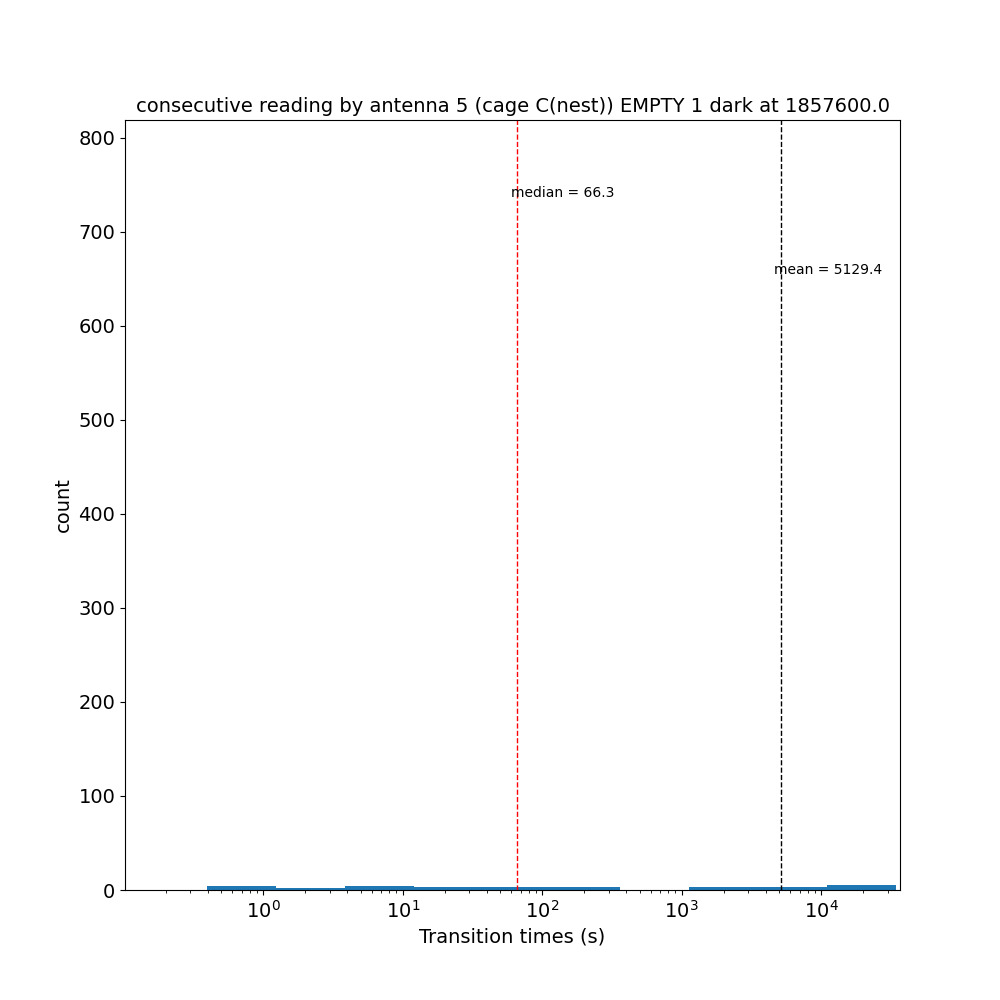 consecutive reading by antenna 5 (cage C(nest)) EMPTY 1 dark at 1857600.0
800
median = 66.3
700
mean = 5129.4
600
500
count
400
300
200
100
0
10⁰ 10¹ 10² 10³ 10⁴
Transition times (s)